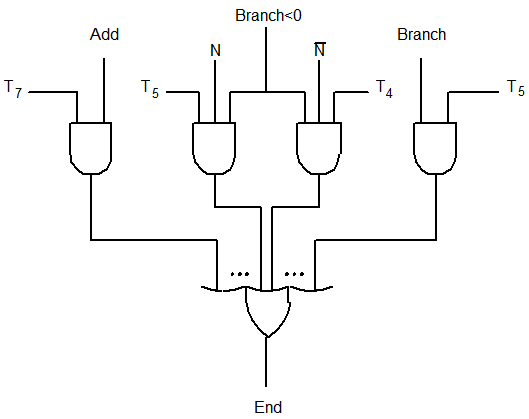 Branch<0
Add
Branch
N
N̅
T7
T5
T4
T5
...
...
End